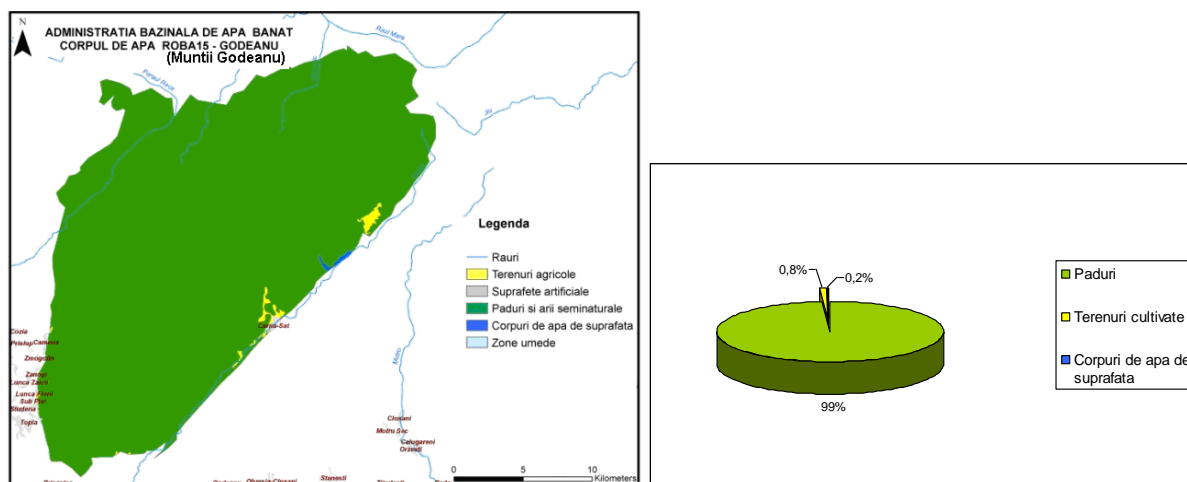 N
ADMINISTRATIA BAZINALA DE APA BANAT
CORPUL DE APA ROBA15 - GODEANU
(Muntii Godeanu)
Raul Mare
Jiu
Legenda
Rauri
Terenuri agricole
Suprafete artificiale
Paduri si arii seminaturale
Corpuri de apa de suprafata
Zone umede
Cerna-Sat
Cozia
Prislop
Camena
Zmogotin
Zanogi
Lunca Zaicii
Lunca Florii
Sub Plai
Studena
Topla
Motru
Closani
Motru Sec
Calugareni
Orzesti
Stanesti
0 5 10
Kilometers
0,8%
0,2%
99%
Paduri
Terenuri cultivate
Corpuri de apa de
suprafata